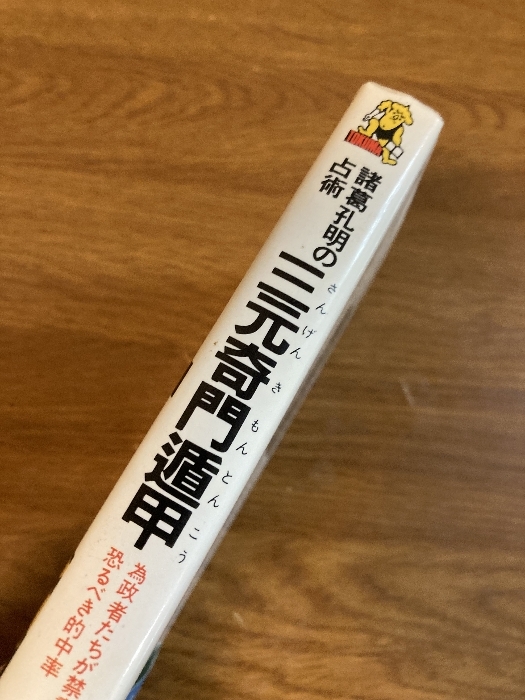 TOKUMA
諸葛孔明の
占術
三元奇門遁甲
さんげんきもんとんこう
為政者たちが禁
恐るべき的中率